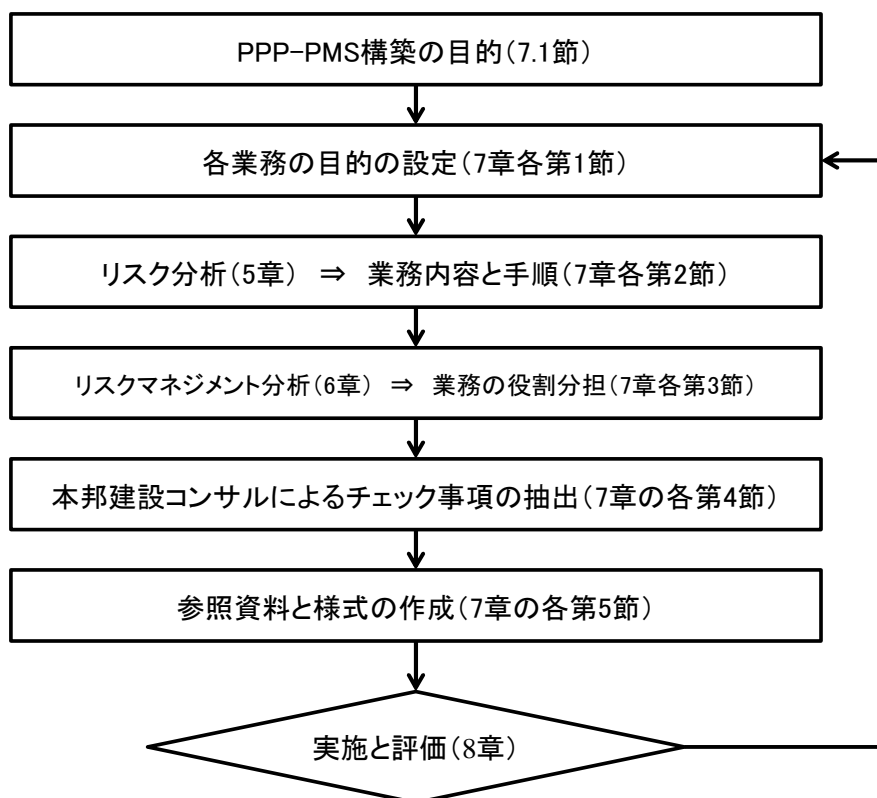 PPP-PMS構築の目的(7.1節)
各業務の目的の設定(7章各第1節)
リスク分析(5章) ⇒ 業務内容と手順(7章各第2節)
リスクマネジメント分析(6章) ⇒ 業務の役割分担(7章各第3節)
本邦建設コンサルによるチェック事項の抽出(7章の各第4節)
参照資料と様式の作成(7章の各第5節)
実施と評価(8章)